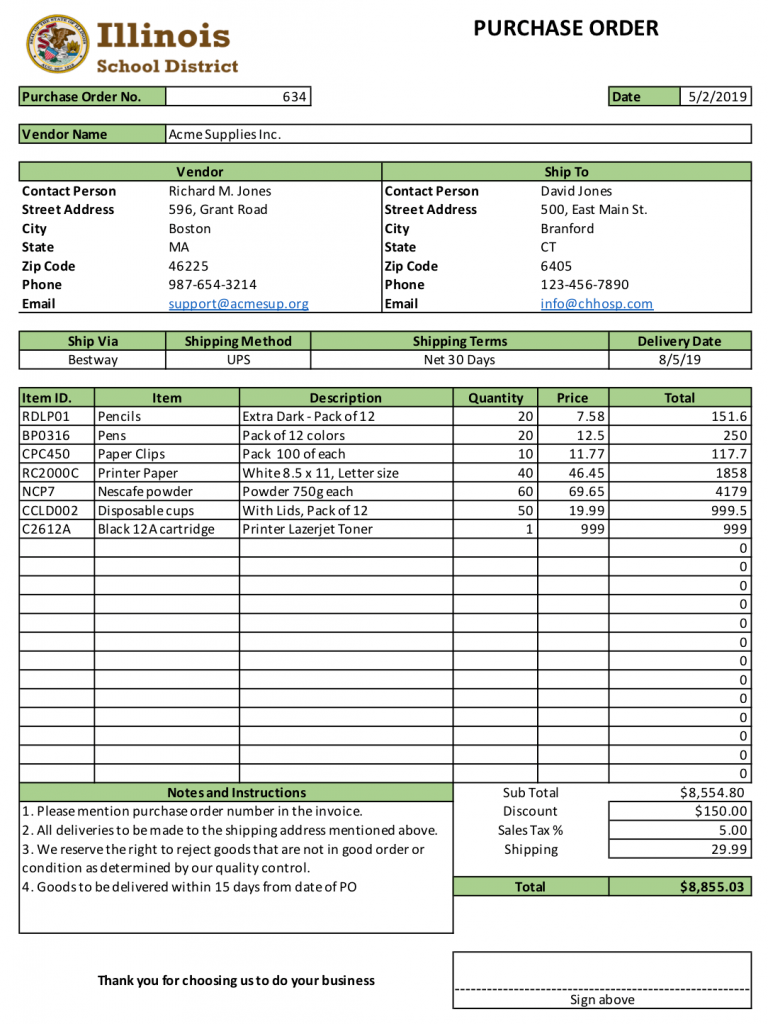 Illinois
School District
PURCHASE ORDER
Purchase Order No. 634 Date 5/2/2019
Vendor Name Acme Supplies Inc.
Vendor Ship To
Contact Person Richard M. Jones Contact Person David Jones
Street Address 596, Grant Road Street Address 500, East Main St.
City Boston City Branford
State MA State CT
Zip Code 46225 Zip Code 6405
Phone 987-654-3214 Phone 123-456-7890
Email support@acmesup.org Email info@chhosp.com
Ship Via Shipping Method Shipping Terms Delivery Date
Bestway UPS Net 30 Days 8/5/19
Item ID. Item Description Quantity Price Total
RDLP01 Pencils Extra Dark - Pack of 12 20 7.58 151.6
BP0316 Pens Pack of 12 colors 20 12.5 250
CPC450 Paper Clips Pack 100 of each 10 11.77 117.7
RC2000C Printer Paper White 8.5 x 11, Letter size 40 46.45 1858
NCP7 Nescafe powder Powder 750g each 60 69.65 4179
CCLD002 Disposable cups With Lids, Pack of 12 50 19.99 999.5
C2612A Black 12A cartridge Printer Lazerjet Toner 1 999 999
0
0
0
0
0
0
0
0
0
0
0
0
0
Notes and Instructions Sub Total $8,554.80
1. Please mention purchase order number in the invoice. Discount $150.00
2. All deliveries to be made to the shipping address mentioned above. Sales Tax % 5.00
3. We reserve the right to reject goods that are not in good order or Shipping 29.99
condition as determined by our quality control.
4. Goods to be delivered within 15 days from date of PO Total $8,855.03
Thank you for choosing us to do your business
Sign above